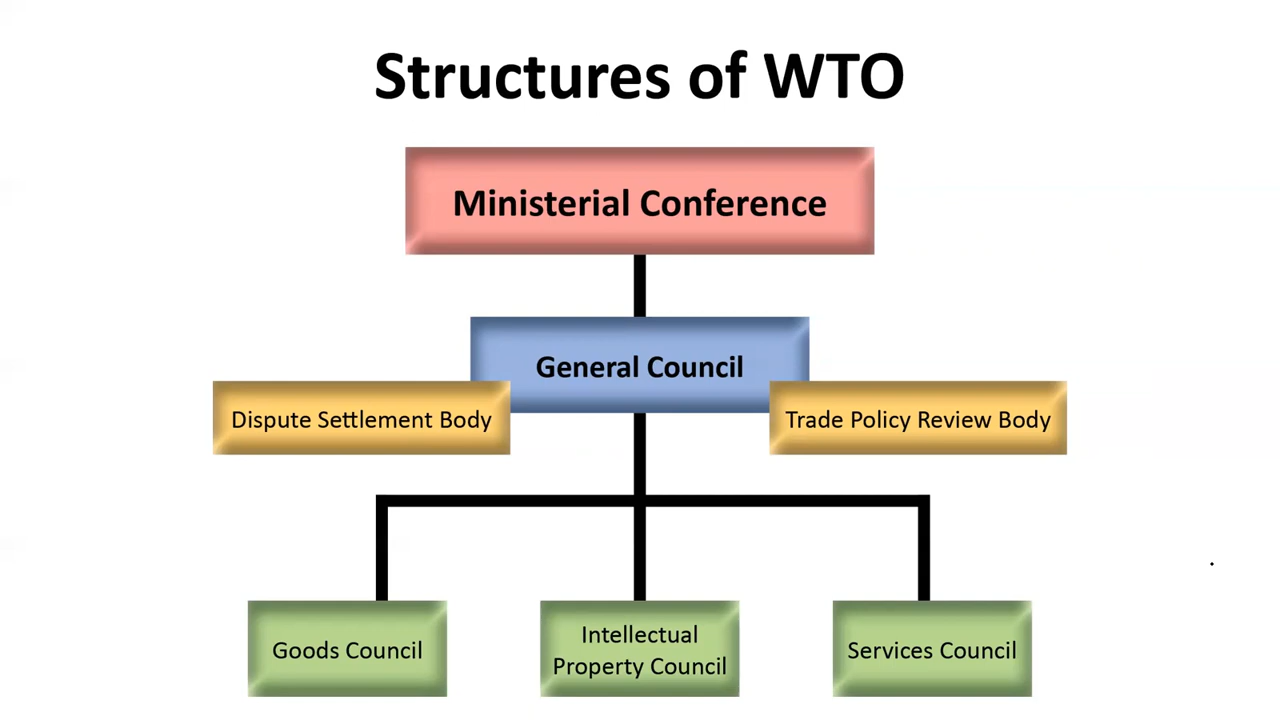 Structures of WTO
Ministerial Conference
General Council
Dispute Settlement Body
Trade Policy Review Body
Goods Council
Intellectual
Property Council
Services Council